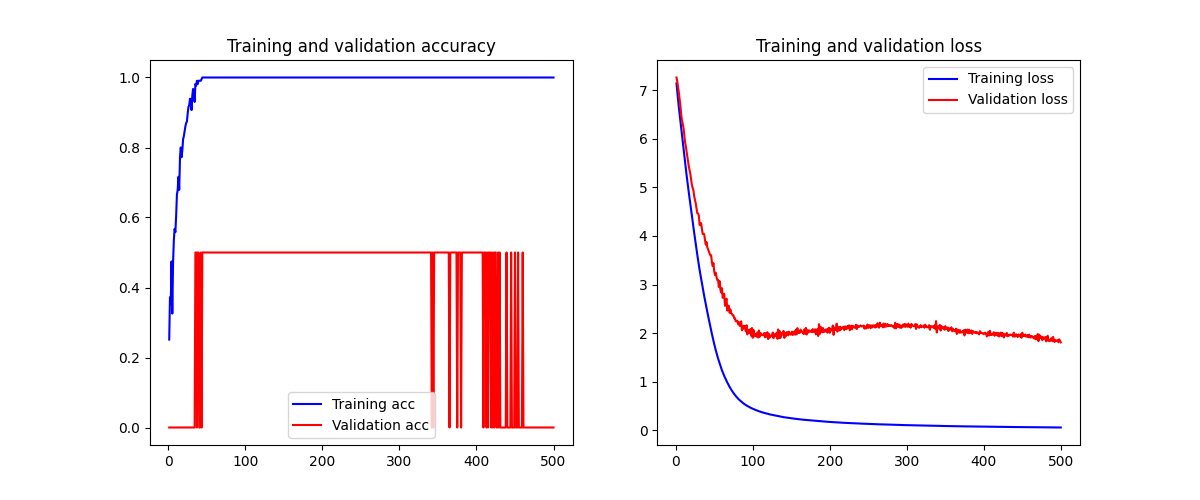 Training and validation accuracy
1.0
0.8
0.6
0.4
0.2
0.0
Training acc
Validation acc
0 100 200 300 400 500
Training and validation loss
7
6
5
4
3
2
1
0
Training loss
Validation loss
0 100 200 300 400 500